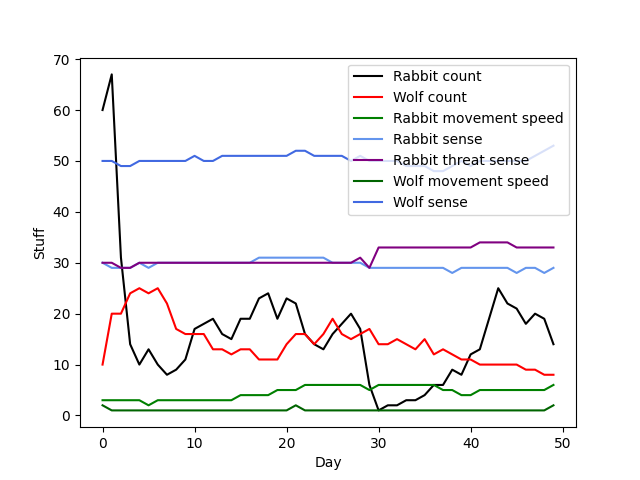 70
60
50
40
30
20
10
0
Stuff
0 10 20 30 40 50
Day
Rabbit count
Wolf count
Rabbit movement speed
Rabbit sense
Rabbit threat sense
Wolf movement speed
Wolf sense